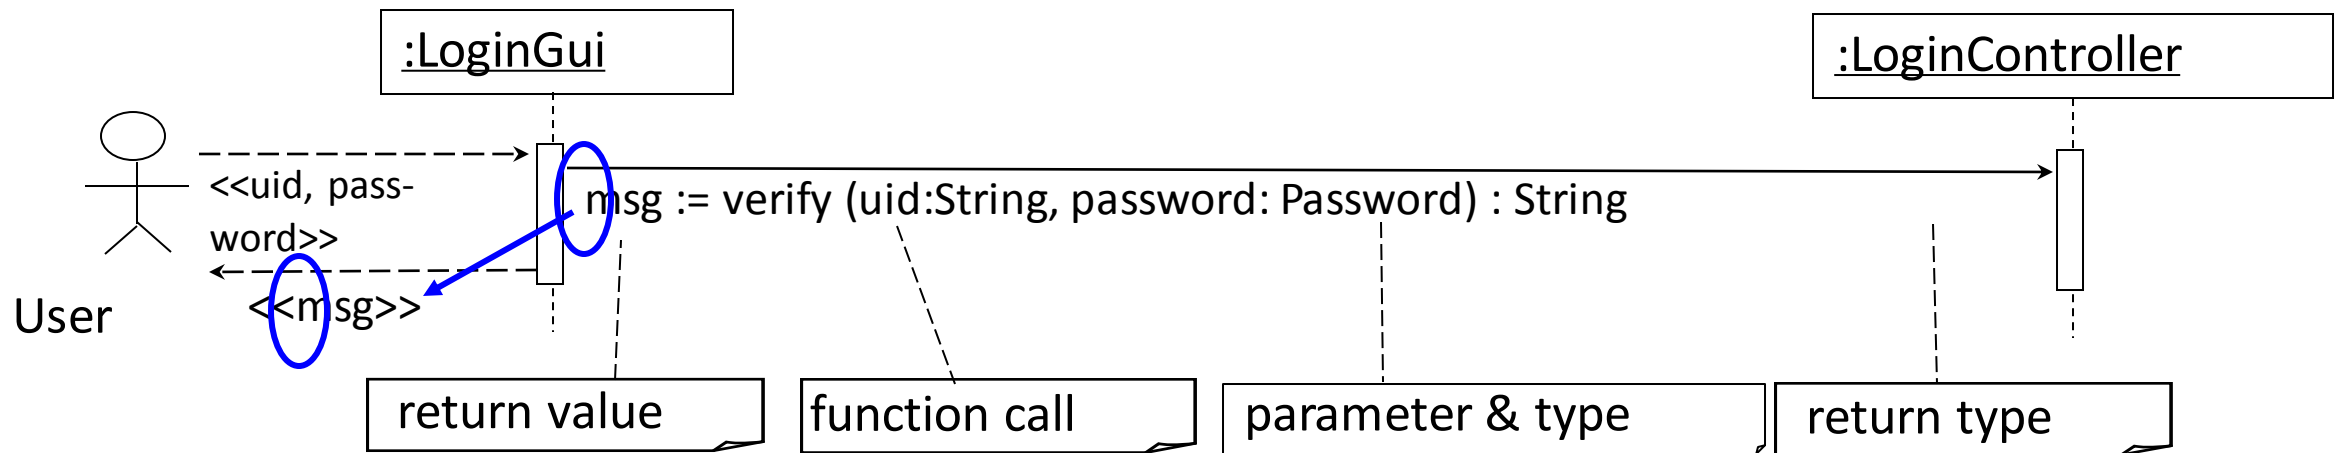 :LoginGui
:LoginController
<<uid, pass-
word>>
msg := verify (uid:String, password: Password) : String
<<msg>>
User
return value
function call
parameter & type
return type